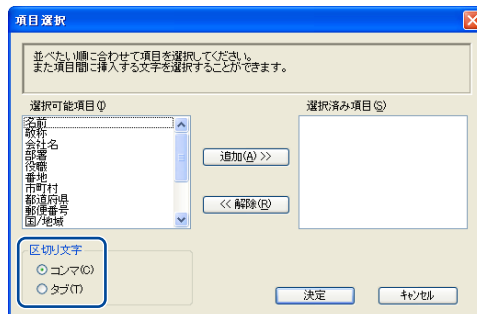 項目選択
並べたい順に合わせて項目を選択してください。
また項目間に挿入する文字を選択することができます。
選択可能項目(I)
名前
敬称
会社名
部署
役職
番地
市町村
都道府県
郵便番号
国/地域
追加(A) >>
<< 解除(R)
選択済み項目(S)
区切り文字
コンマ(C)
タブ(T)
決定
キャンセル